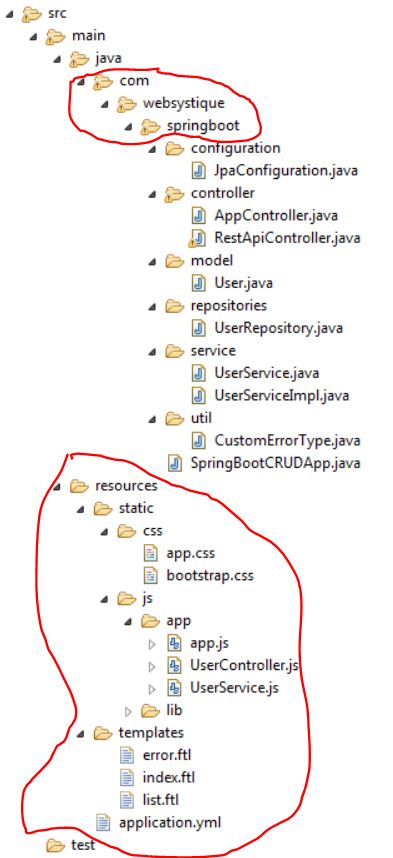 src
main
java
com
websystique
springboot
configuration
JpaConfiguration.java
controller
AppController.java
RestApiController.java
model
User.java
repositories
UserRepository.java
service
UserService.java
UserServiceImpl.java
util
CustomErrorType.java
SpringBootCRUDApp.java
resources
static
css
app.css
bootstrap.css
js
app
app.js
UserController.js
UserService.js
lib
templates
error.ftl
index.ftl
list.ftl
application.yml
test